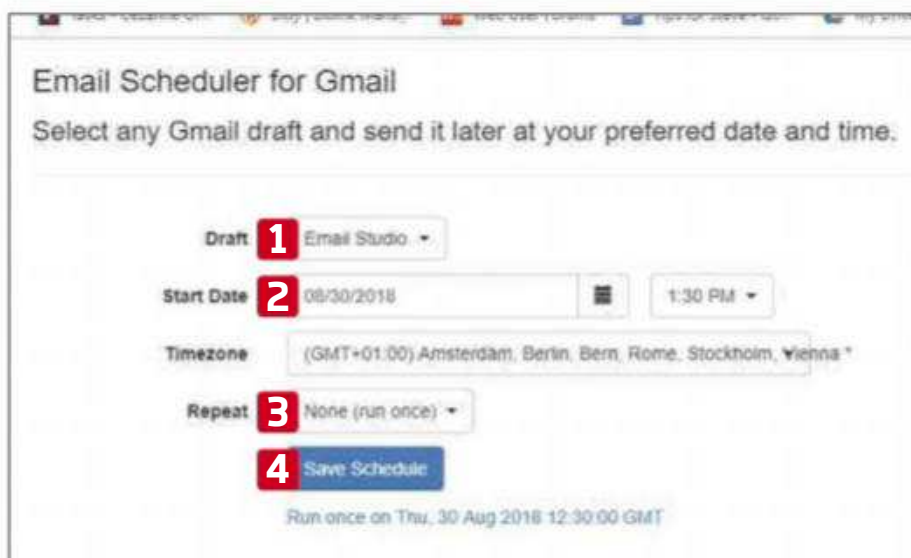 Email Scheduler for Gmail
Select any Gmail draft and send it later at your preferred date and time.
Draft 1 Email Studio
Start Date 2 08/30/2018 1:30 PM
Timezone (GMT+01:00) Amsterdam, Berlin, Bern, Rome, Stockholm, Vienna
Repeat 3 None (run once)
4 Save Schedule
Run once on Thu, 30 Aug 2018 12:30:00 GMT